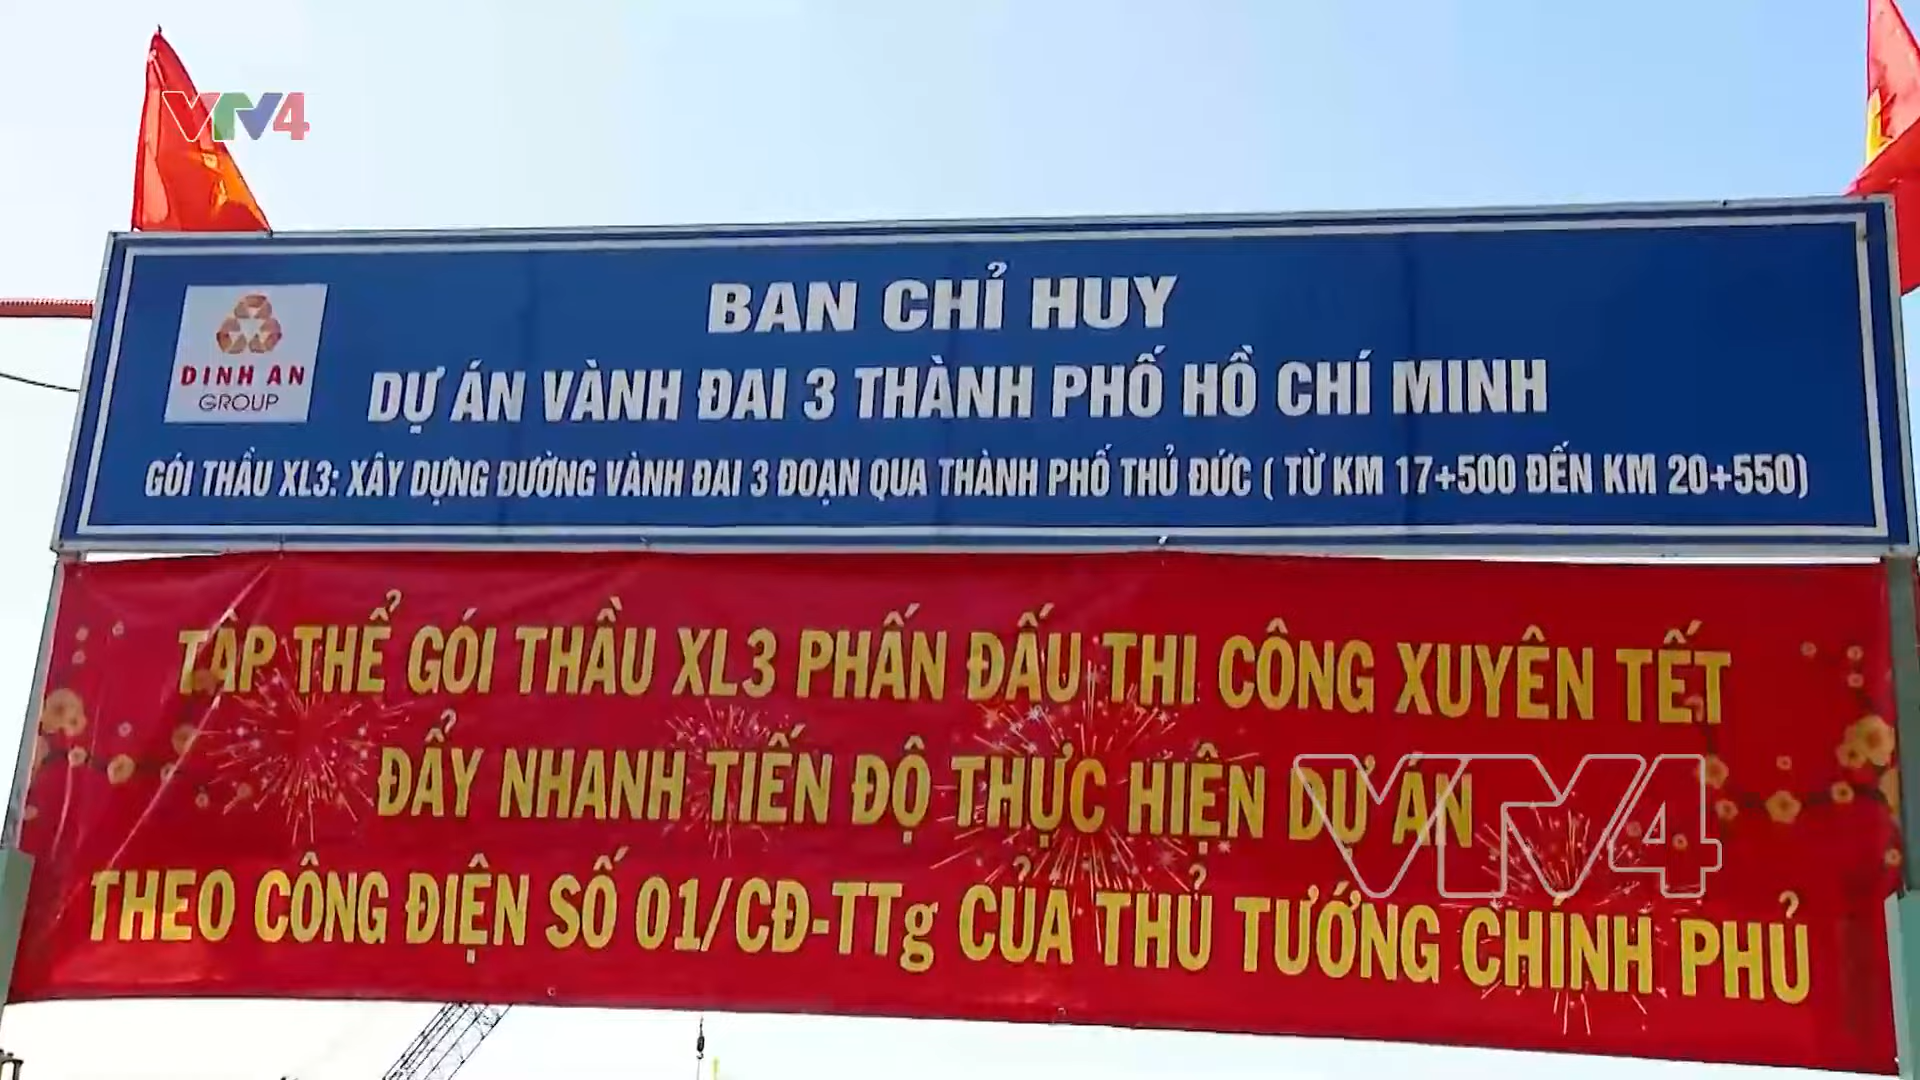 VTV4
BAN CHỈ HUY
DỰ ÁN VÀNH ĐAI 3 THÀNH PHỐ HỒ CHÍ MINH
DINH AN
GROUP
GÓI THẦU XL3: XÂY DỰNG ĐƯỜNG VÀNH ĐAI 3 ĐOẠN QUA THÀNH PHỐ THỦ ĐỨC ( TỪ KM 17+500 ĐẾN KM 20+550)
TẬP THỂ GÓI THẦU XL3 PHẤN ĐẤU THI CÔNG XUYÊN TẾT
ĐẨY NHANH TIẾN ĐỘ THỰC HIỆN DỰ ÁN
VTV4
THEO CÔNG ĐIỆN SỐ 01/CĐ-TTg CỦA THỦ TƯỚNG CHÍNH PHỦ